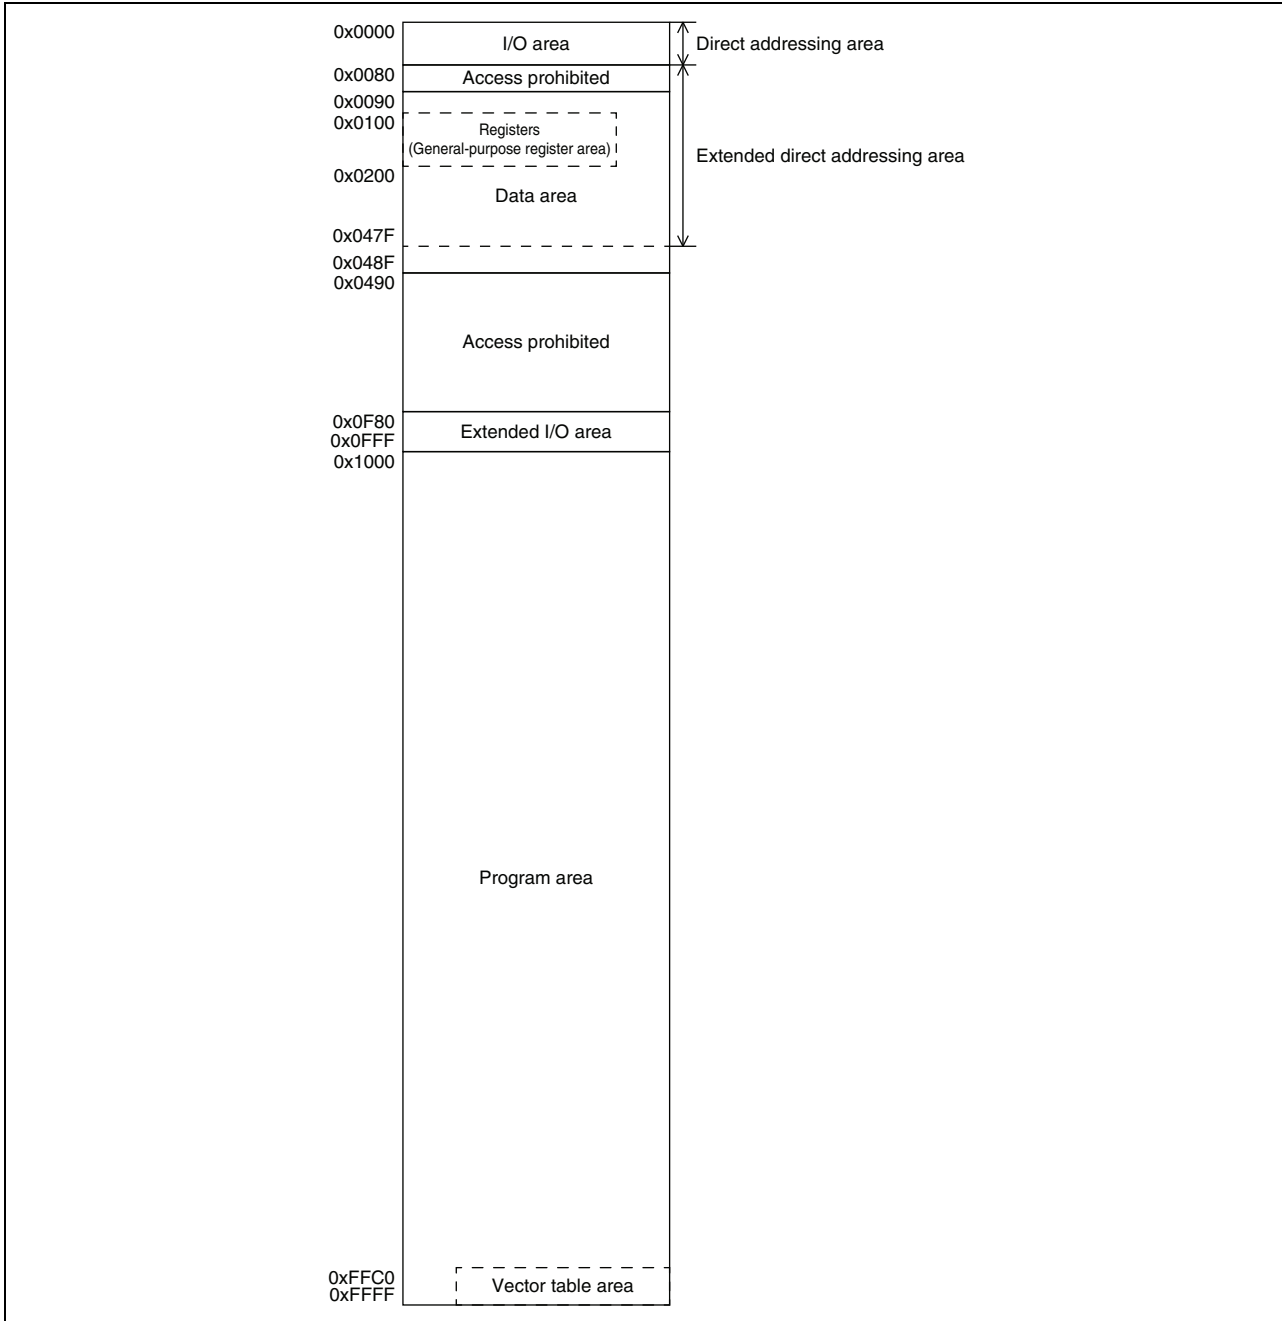 0x0000
I/O area
Direct addressing area
0x0080
Access prohibited
0x0090
0x0100
Registers
(General-purpose register area)
Extended direct addressing area
0x0200
Data area
0x047F
0x048F
0x0490
Access prohibited
0x0F80
Extended I/O area
0x0FFF
0x1000
Program area
0xFFC0
Vector table area
0xFFFF